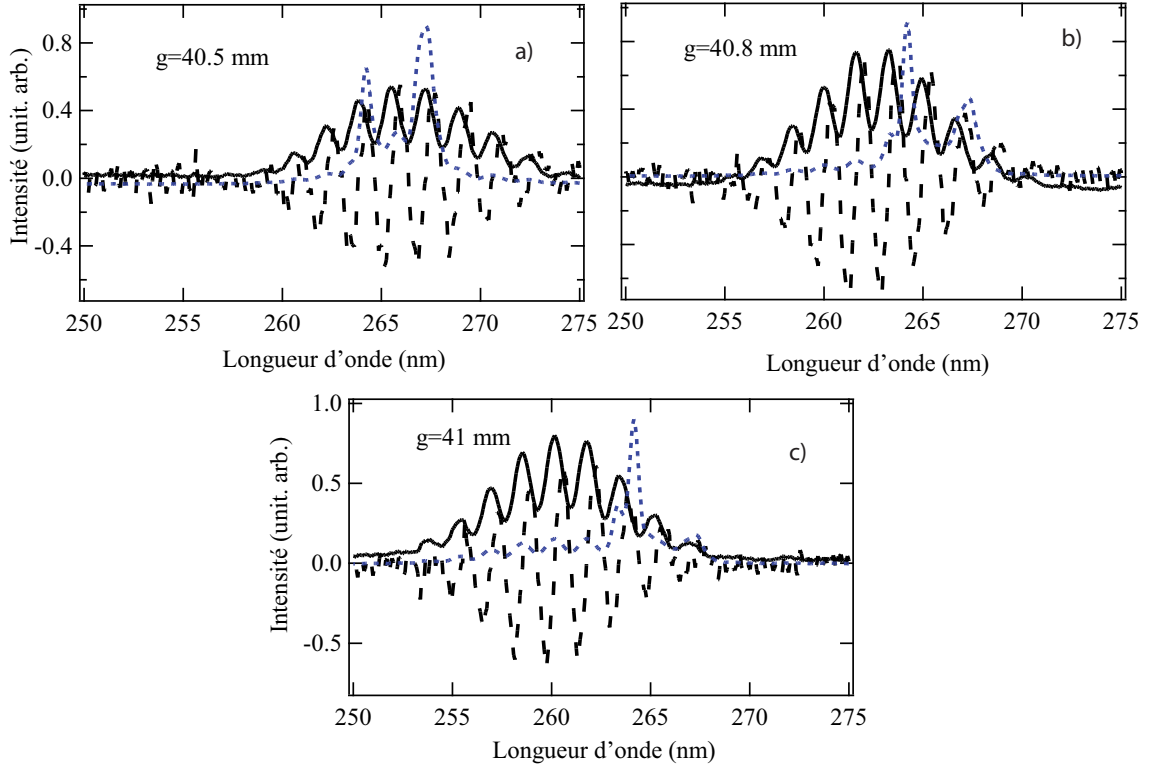 g=40.5 mm
a)
0.8
0.4
0.0
-0.4
Intensité (unit. arb.)
250 255 260 265 270 275
Longueur d'onde (nm)
g=40.8 mm
b)
250 255 260 265 270 275
Longueur d'onde (nm)
g=41 mm
c)
1.0
0.5
0.0
-0.5
Intensité (unit. arb.)
250 255 260 265 270 275
Longueur d'onde (nm)